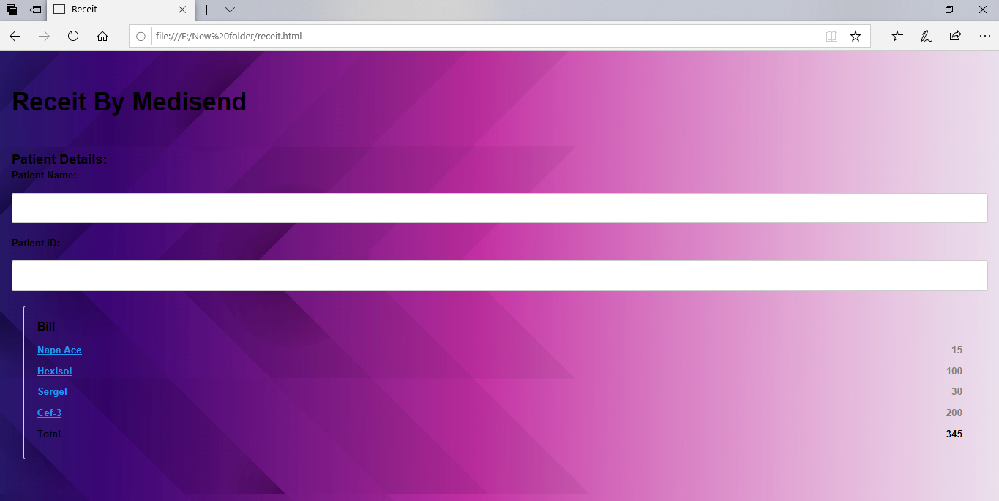 Receit
file:///F:/New%20folder/receit.html
Receit By Medisend
Patient Details:
Patient Name:
Patient ID:
Bill
Napa Ace 15
Hexisol 100
Sergel 30
Cef-3 200
Total 345